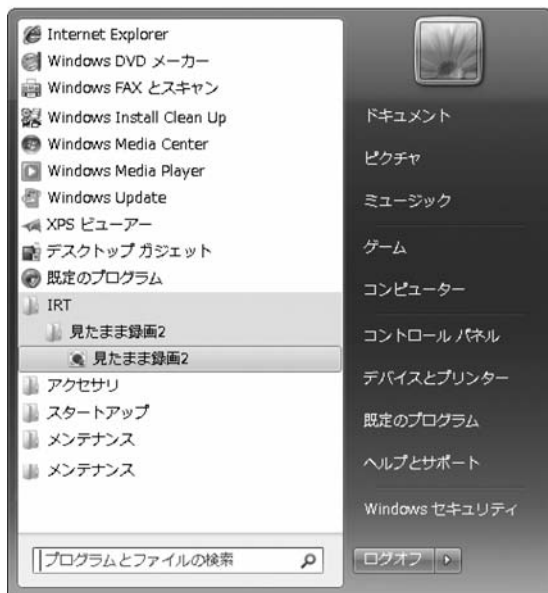 Internet Explorer
Windows DVD メーカー
Windows FAX とスキャン
Windows Install Clean Up
Windows Media Center
Windows Media Player
Windows Update
XPS ビューアー
デスクトップ ガジェット
既定のプログラム
IRT
見たまま録画2
見たまま録画2
アクセサリ
スタートアップ
メンテナンス
メンテナンス
プログラムとファイルの検索
ドキュメント
ピクチャ
ミュージック
ゲーム
コンピューター
コントロール パネル
デバイスとプリンター
既定のプログラム
ヘルプとサポート
Windows セキュリティ
ログオフ